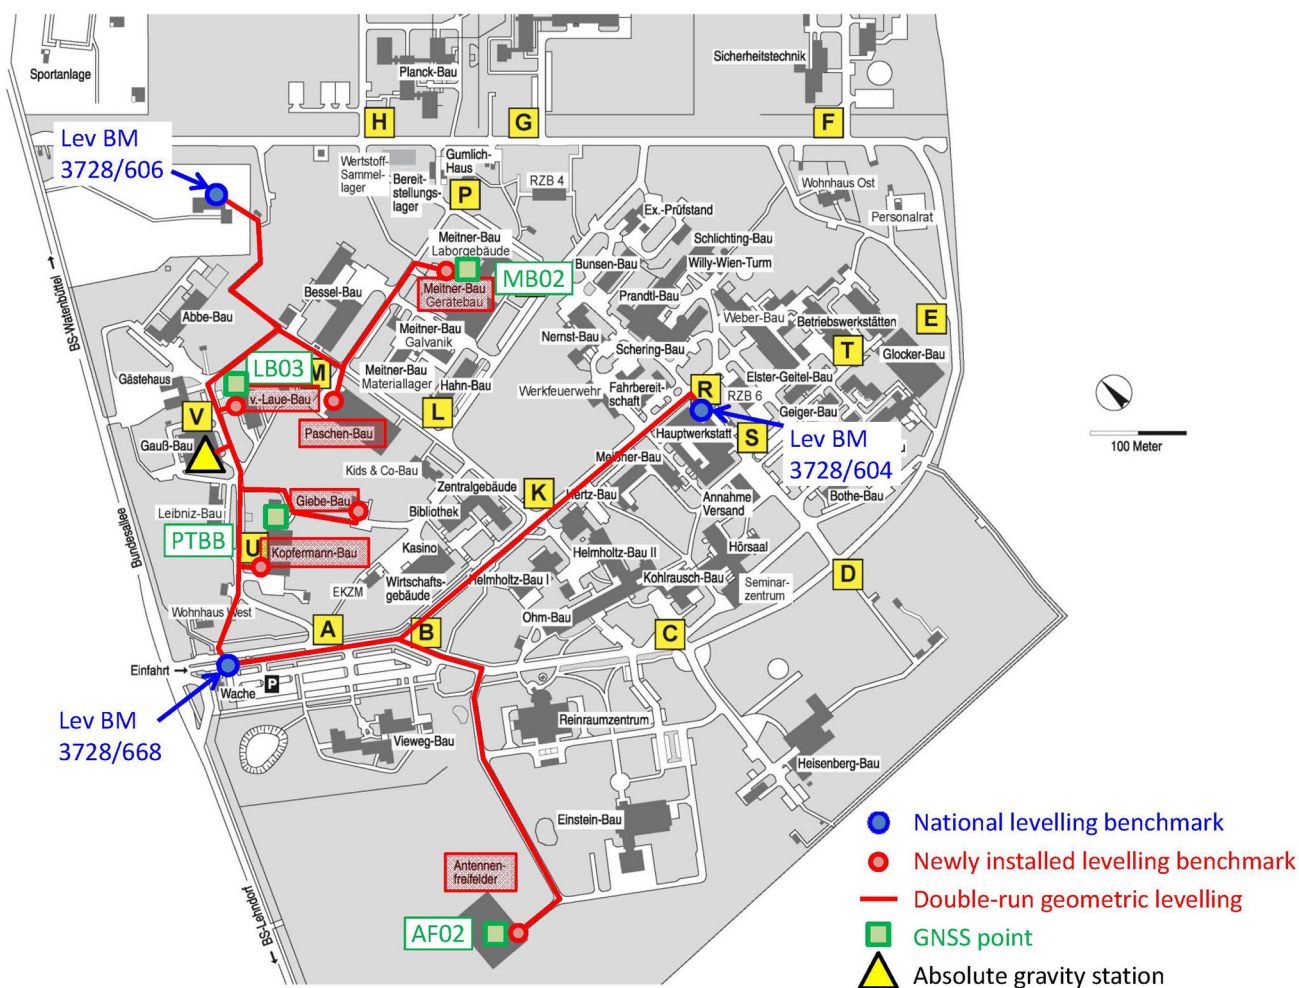 Sportanlage
Planck-Bau
Sicherheitstechnik
H
G
F
Lev BM
3728/606
Wertstoff-
Sammel-
lager
Bereit-
stellungs-
lager
Gumlich-
Haus
P
RZB 4
Wohnhaus Ost
Personalrat
Ex.-Prüfstand
Schlichting-Bau
Willy-Wien-Turm
Meitner-Bau
Laborgebäude
Bunsen-Bau
MB02
Meitner-Bau
Gerätebau
Prandtl-Bau
BS-Watenbüttel
Bessel-Bau
Abbe-Bau
Weber-Bau
Betriebswerkstätten
E
Meitner-Bau
Galvanik
Nernst-Bau
Schering-Bau
T
Glocker-Bau
Meitner-Bau
Materiallager
Hahn-Bau
Elster-Geitel-Bau
Gästehaus
LB03
M
v.-Laue-Bau
Werkfeuerwehr
Fahrbereit-
schaft
R
RZB 6
Geiger-Bau
V
L
Paschen-Bau
Gauß-Bau
Hauptwerkstatt
S
Lev BM
3728/604
100 Meter
Meißner-Bau
Kids & Co-Bau
Zentralgebäude
K
Hertz-Bau
Annahme
Versand
Bothe-Bau
Giebe-Bau
Bibliothek
Leibniz-Bau
Bundesallee
PTBB
U
Kopfermann-Bau
Kasino
Helmholtz-Bau II
Hörsaal
Helmholtz-Bau I
Kohlrausch-Bau
D
EKZM
Wirtschafts-
gebäude
Seminar-
zentrum
Wohnhaus West
Ohm-Bau
A
B
C
Einfahrt
Wache
P
Lev BM
3728/668
Vieweg-Bau
Reinraumzentrum
Heisenberg-Bau
Einstein-Bau
Antennen-
freifelder
AF02
BS-Lehndorf
National levelling benchmark
Newly installed levelling benchmark
Double-run geometric levelling
GNSS point
Absolute gravity station